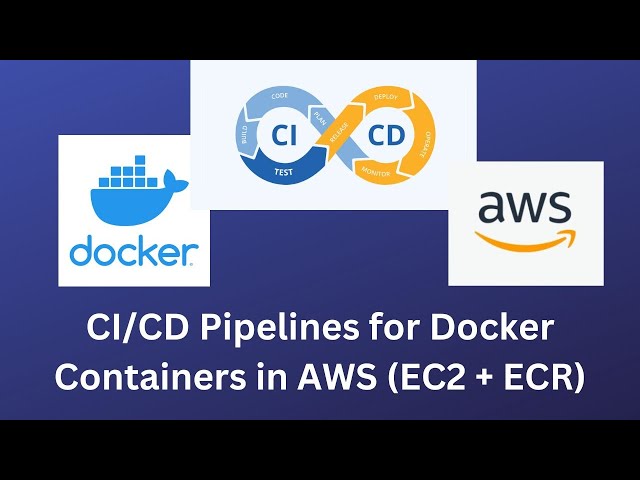 CODE
DEPLOY
PLAN
BUILD
CI
RELEASE
CD
OPERATE
TEST
MONITOR
docker
aws
CI/CD Pipelines for Docker
Containers in AWS (EC2 + ECR)